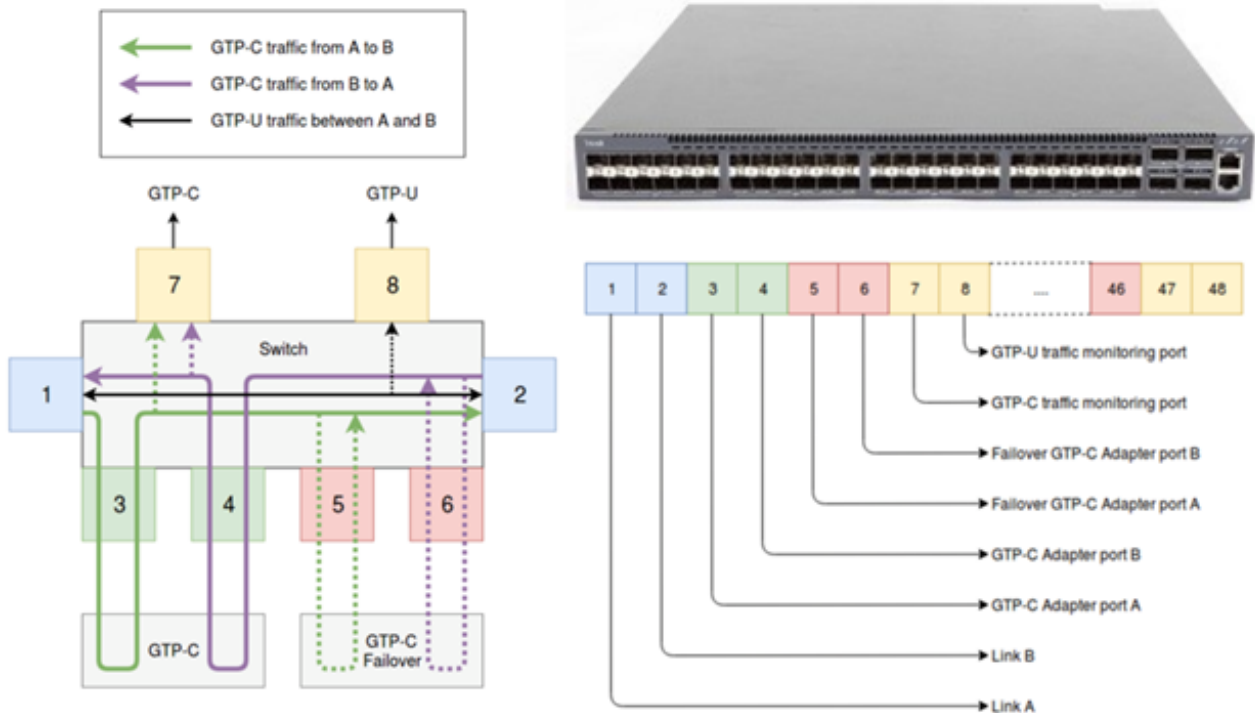 GTP-C traffic from A to B
GTP-C traffic from B to A
GTP-U traffic between A and B
GTP-C
GTP-U
7
8
Switch
1
2
3
4
5
6
GTP-C
GTP-C
Failover
1 2 3 4 5 6 7 8 .... 46 47 48
GTP-U traffic monitoring port
GTP-C traffic monitoring port
Failover GTP-C Adapter port B
Failover GTP-C Adapter port A
GTP-C Adapter port B
GTP-C Adapter port A
Link B
Link A